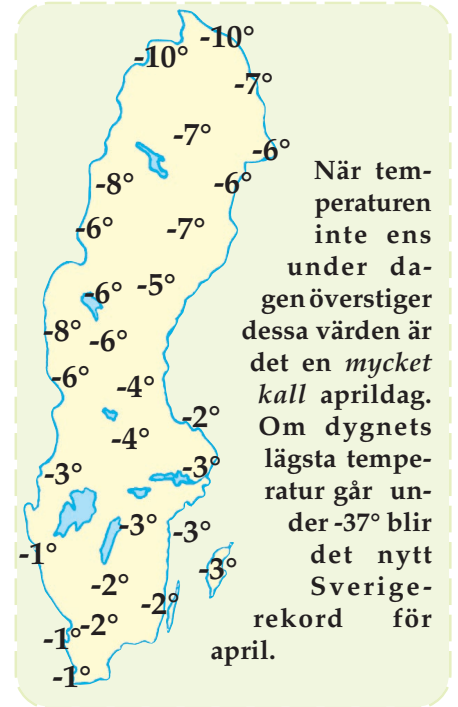 -10°
-10°
-7°
-7°
-6°
-8°
-6°
-6°
-7°
-6°
-5°
-8°
-6°
-6°
-4°
-2°
-4°
-3°
-3°
-3°
-3°
-1°
-3°
-2°
-2°
-2°
-1°
-1°
När tem-
peraturen
inte ens
under da-
gen överstiger
dessa värden är
det en mycket
kall aprildag.
Om dygnets
lägsta tempe-
ratur går un-
der -37° blir
det nytt
Sverige-
rekord för
april.